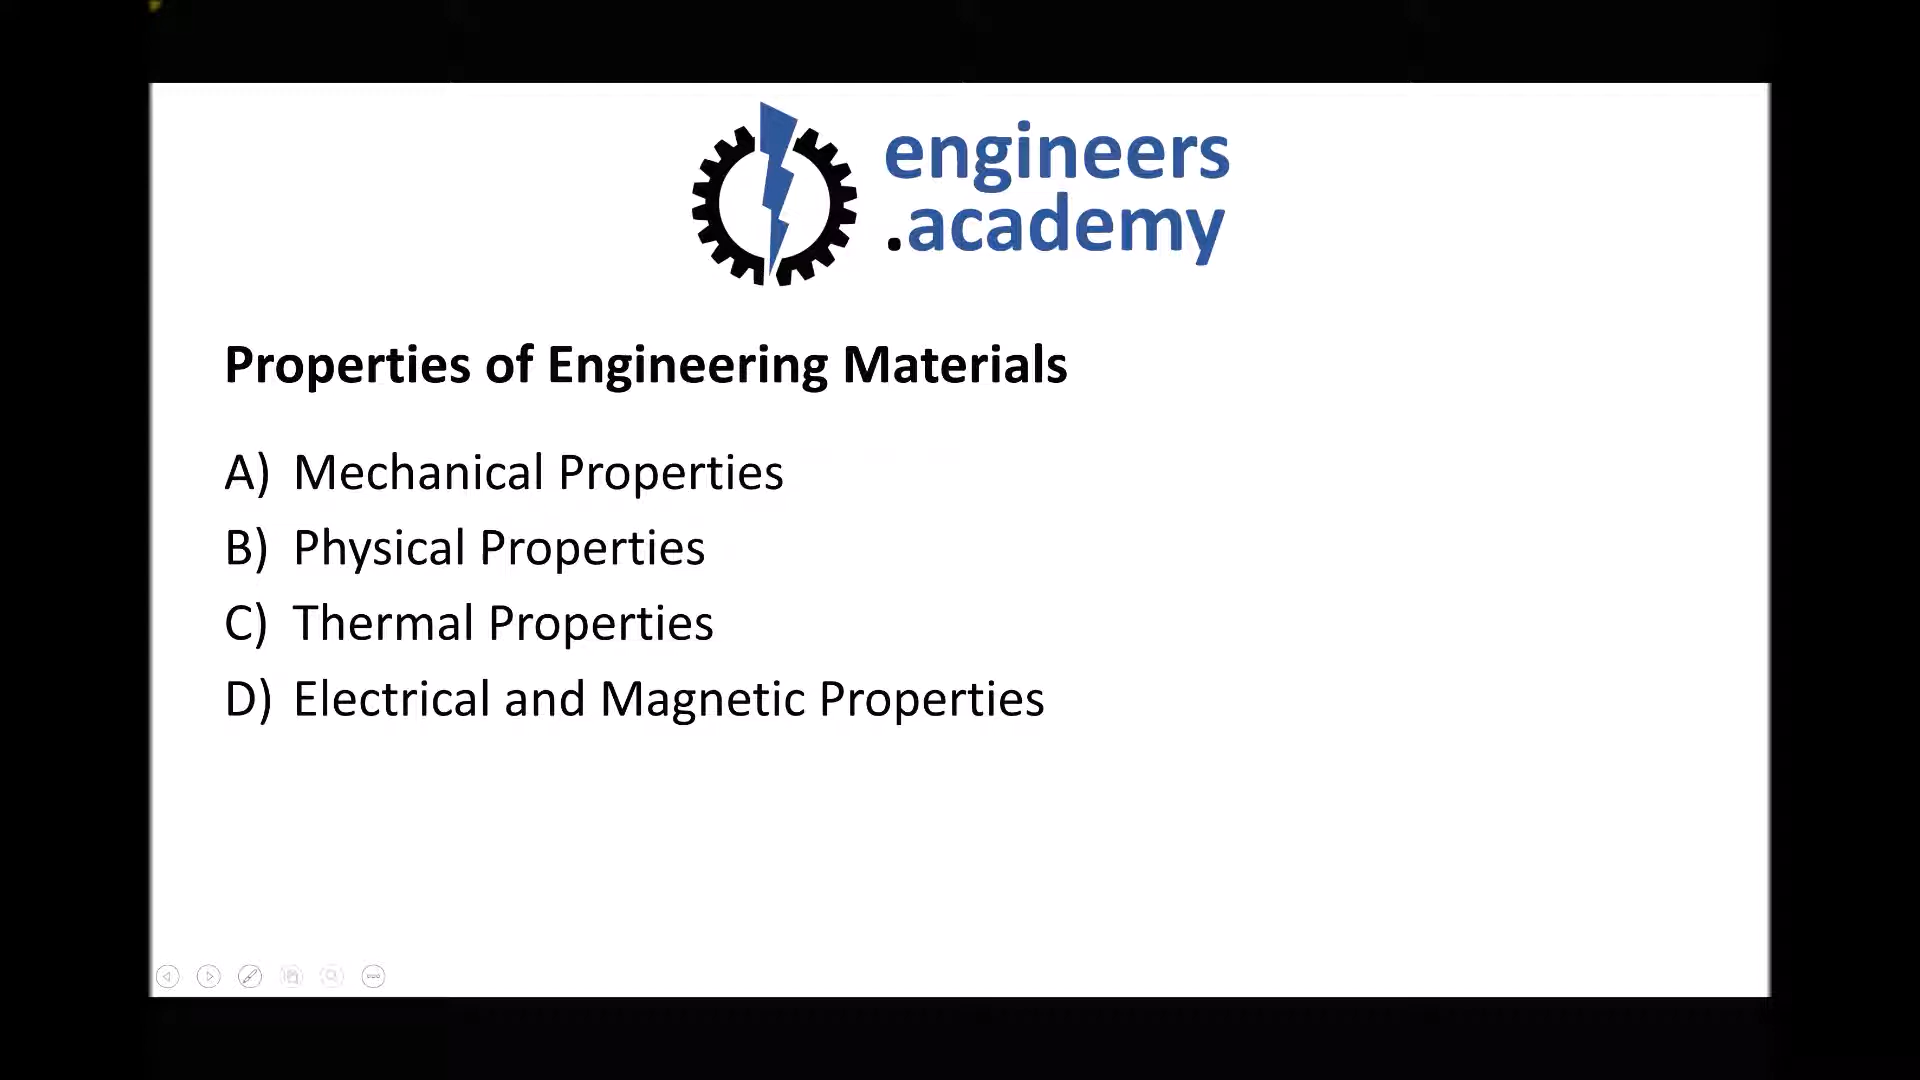 engineers
.academy
Properties of Engineering Materials
A) Mechanical Properties
B) Physical Properties
C) Thermal Properties
D) Electrical and Magnetic Properties